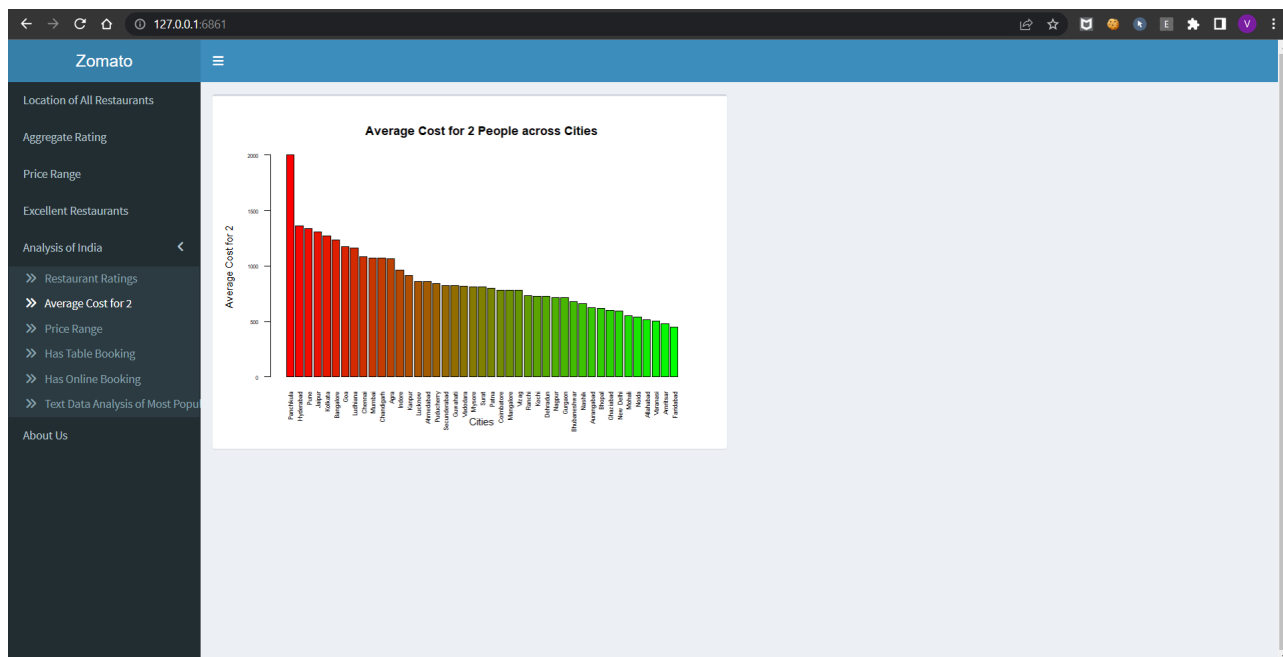 127.0.0.1:6861
E
V
Zomato
Location of All Restaurants
Aggregate Rating
Price Range
Excellent Restaurants
Analysis of India
Restaurant Ratings
Average Cost for 2
Price Range
Has Table Booking
Has Online Booking
Text Data Analysis of Most Popul
About Us
Average Cost for 2 People across Cities
Average Cost for 2
2000
1500
1000
500
0
Panchkula
Hyderabad
Pune
Jaipur
Kolkata
Bangalore
Goa
Ludhiana
Chennai
Mumbai
Chandigarh
Agra
Indore
Kanpur
Lucknow
Ahmedabad
Puducherry
Secunderabad
Guwahati
Vadodara
Mysore
Surat
Patna
Coimbatore
Mangalore
Vizag
Ranchi
Kochi
Dehradun
Nagpur
Gurgaon
Bhubaneshwar
Nashik
Aurangabad
Bhopal
Ghaziabad
New Delhi
Mohali
Noida
Allahabad
Varanasi
Amritsar
Faridabad
Cities